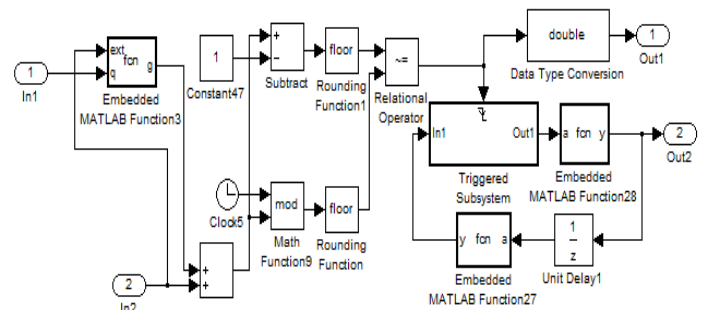 1
In1
ext
fcn
q
g
Embedded
MATLAB Function3
1
Constant47
+
−
Subtract
floor
Rounding
Function1
~=
Relational
Operator
double
Data Type Conversion
1
Out1
In1
Out1
Triggered
Subsystem
a fcn y
Embedded
MATLAB Function28
2
Out2
Clock5
mod
Math
Function9
floor
Rounding
Function
y fcn a
Embedded
MATLAB Function27
1
z
Unit Delay1
2
In2
+
+